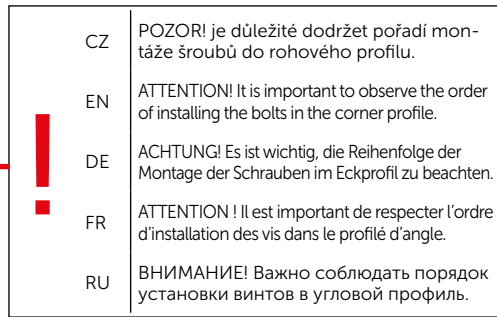 !
CZ
POZOR! je důležité dodržet pořadí mon-
táže šroubů do rohového profilu.
EN
ATTENTION! It is important to observe the order
of installing the bolts in the corner profile.
DE
ACHTUNG! Es ist wichtig, die Reihenfolge der
Montage der Schrauben im Eckprofil zu beachten.
FR
ATTENTION ! Il est important de respecter l’ordre
d’installation des vis dans le profilé d’angle.
RU
ВНИМАНИЕ! Важно соблюдать порядок
установки винтов в угловой профиль.